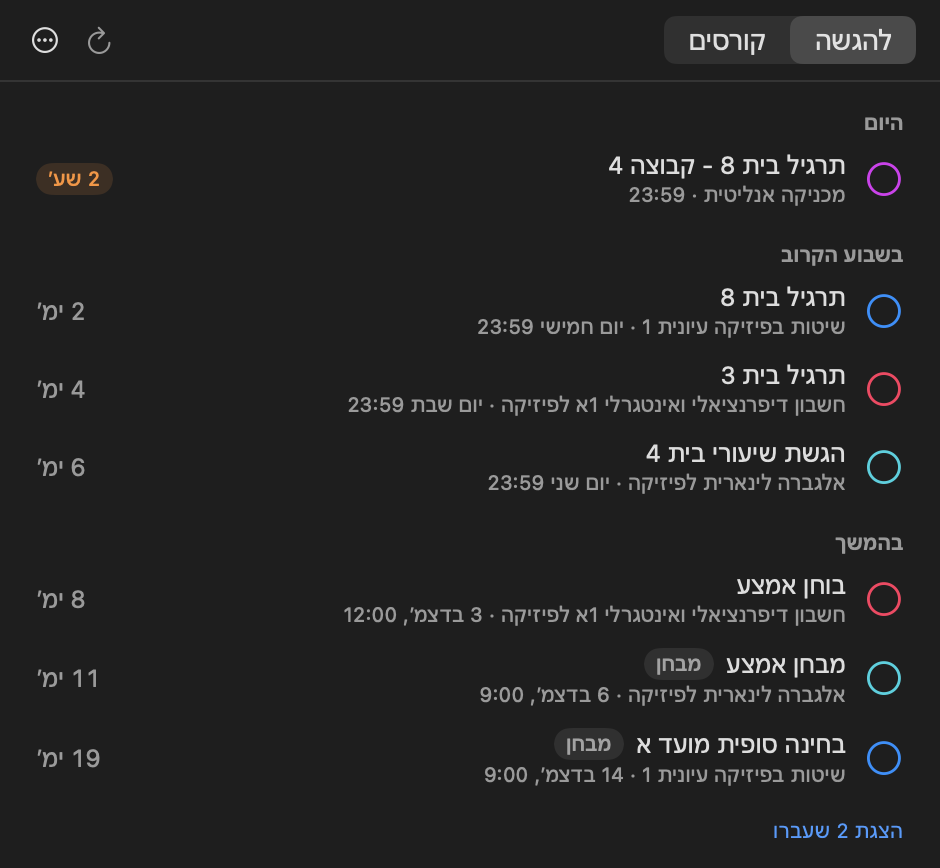 להגשה
קורסים
היום
תרגיל בית 8 - קבוצה 4
2 שע׳
מכניקה אנליטית · 23:59
בשבוע הקרוב
תרגיל בית 8
2 ימ׳
שיטות בפיזיקה עיונית 1 · יום חמישי 23:59
תרגיל בית 3
4 ימ׳
חשבון דיפרנציאלי ואינטגרלי 1א לפיזיקה · יום שבת 23:59
הגשת שיעורי בית 4
6 ימ׳
אלגברה לינארית לפיזיקה · יום שני 23:59
בהמשך
בוחן אמצע
8 ימ׳
חשבון דיפרנציאלי ואינטגרלי 1א לפיזיקה · 3 בדצמ׳, 12:00
מבחן אמצע מבחן
11 ימ׳
אלגברה לינארית לפיזיקה · 6 בדצמ׳, 9:00
בחינה סופית מועד א מבחן
19 ימ׳
שיטות בפיזיקה עיונית 1 · 14 בדצמ׳, 9:00
הצגת 2 שעברו